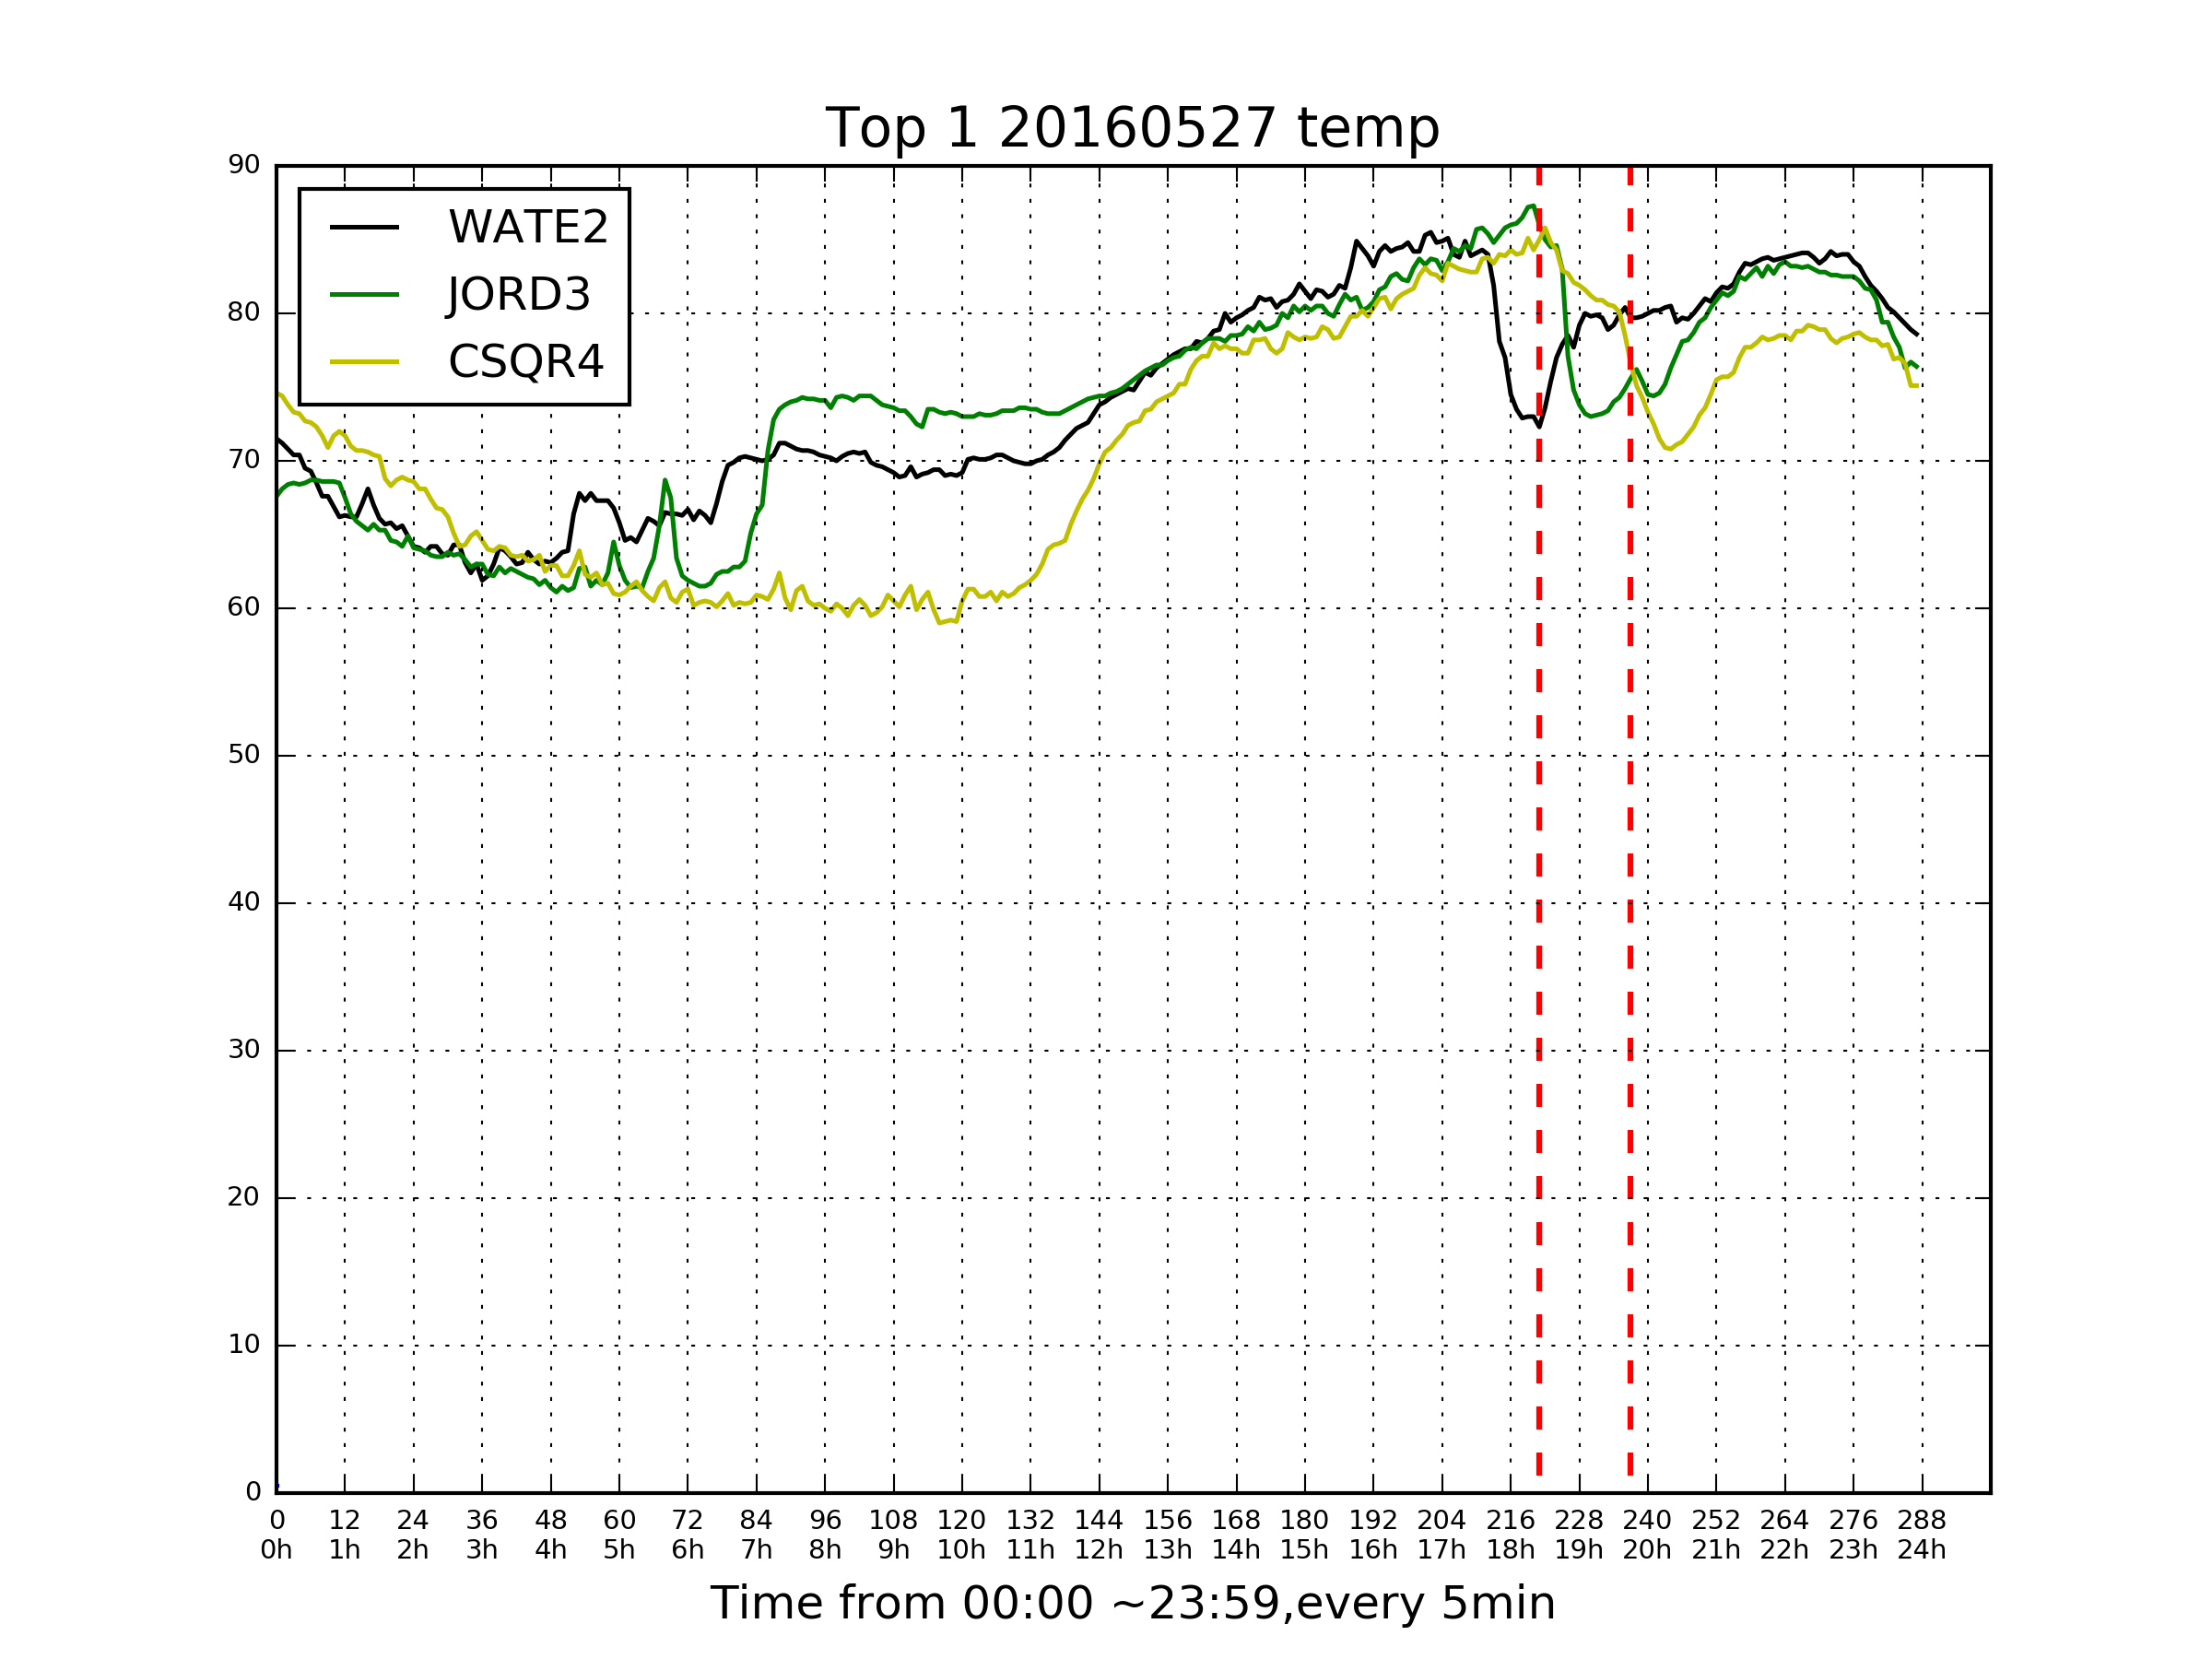 Top 1 20160527 temp
WATE2
JORD3
CSQR4
90
80
70
60
50
40
30
20
10
0
0 12 24 36 48 60 72 84 96 108 120 132 144 156 168 180 192 204 216 228 240 252 264 276 288
0h 1h 2h 3h 4h 5h 6h 7h 8h 9h 10h 11h 12h 13h 14h 15h 16h 17h 18h 19h 20h 21h 22h 23h 24h
Time from 00:00 ~23:59,every 5min